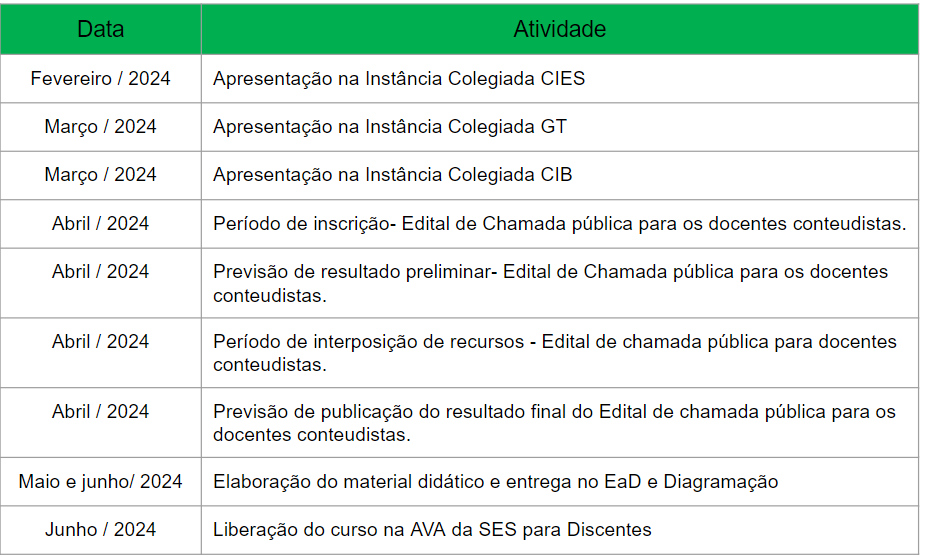 Data Atividade
Fevereiro / 2024 Apresentação na Instância Colegiada CIES
Março / 2024 Apresentação na Instância Colegiada GT
Março / 2024 Apresentação na Instância Colegiada CIB
Abril / 2024 Período de inscrição- Edital de Chamada pública para os docentes conteudistas.
Abril / 2024 Previsão de resultado preliminar- Edital de Chamada pública para os docentes
conteudistas.
Abril / 2024 Período de interposição de recursos - Edital de chamada pública para docentes
conteudistas.
Abril / 2024 Previsão de publicação do resultado final do Edital de chamada pública para os
docentes conteudistas.
Maio e junho/ 2024 Elaboração do material didático e entrega no EaD e Diagramação
Junho / 2024 Liberação do curso na AVA da SES para Discentes